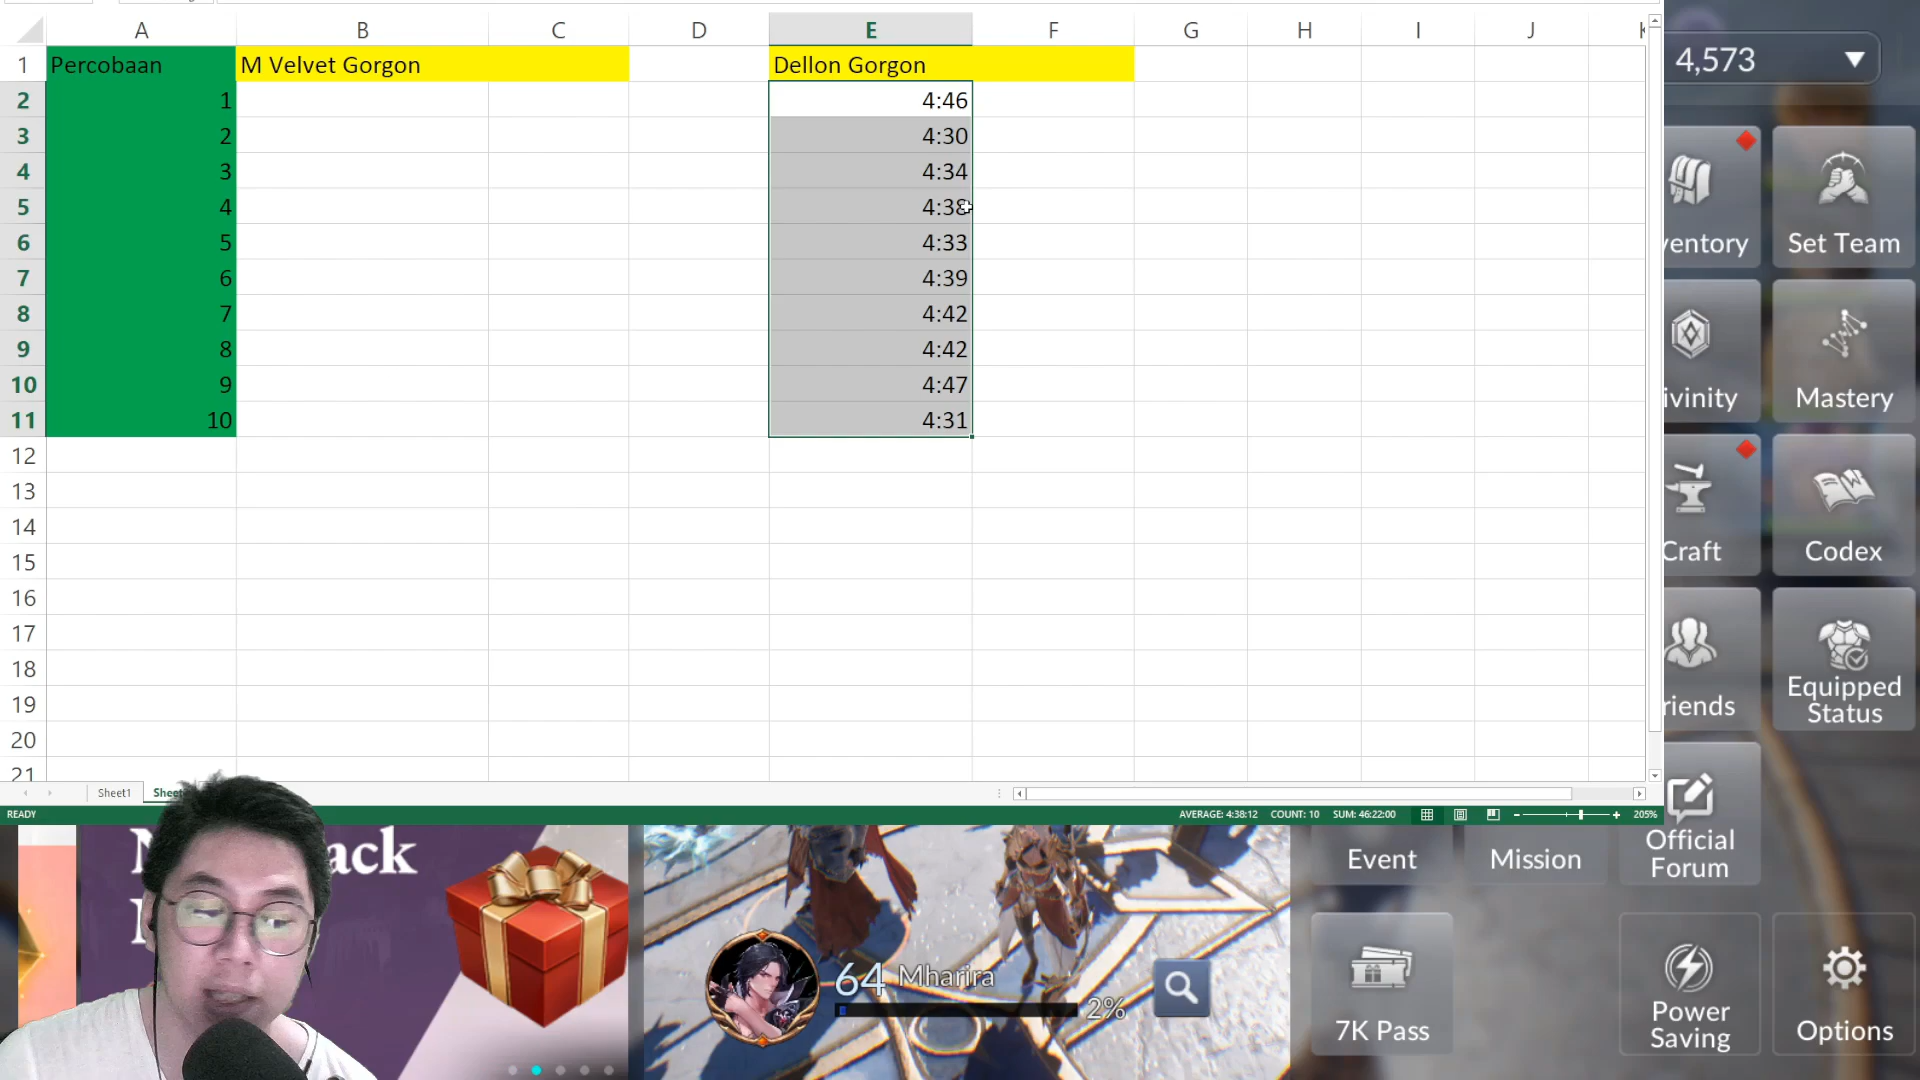 A B C D E F G H I J
1 Percobaan M Velvet Gorgon Dellon Gorgon
2 1 4:46
3 2 4:30
4 3 4:34
5 4 4:38
6 5 4:33
7 6 4:39
8 7 4:42
9 8 4:42
10 9 4:47
11 10 4:31
12
13
14
15
16
17
18
19
20
21
Sheet1
Sheet
READY
AVERAGE: 4:38:12 COUNT: 10 SUM: 46:22:00
205%
4,573
Set Team
Mastery
Craft
Codex
Equipped
Status
Official
Forum
Event
Mission
7K Pass
Power
Saving
Options
64 Mharira
2%